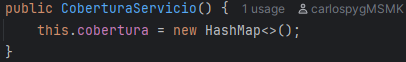 public CoberturaServicio() { 1 usage carlospygMSMK
this.cobertura = new HashMap<>();
}